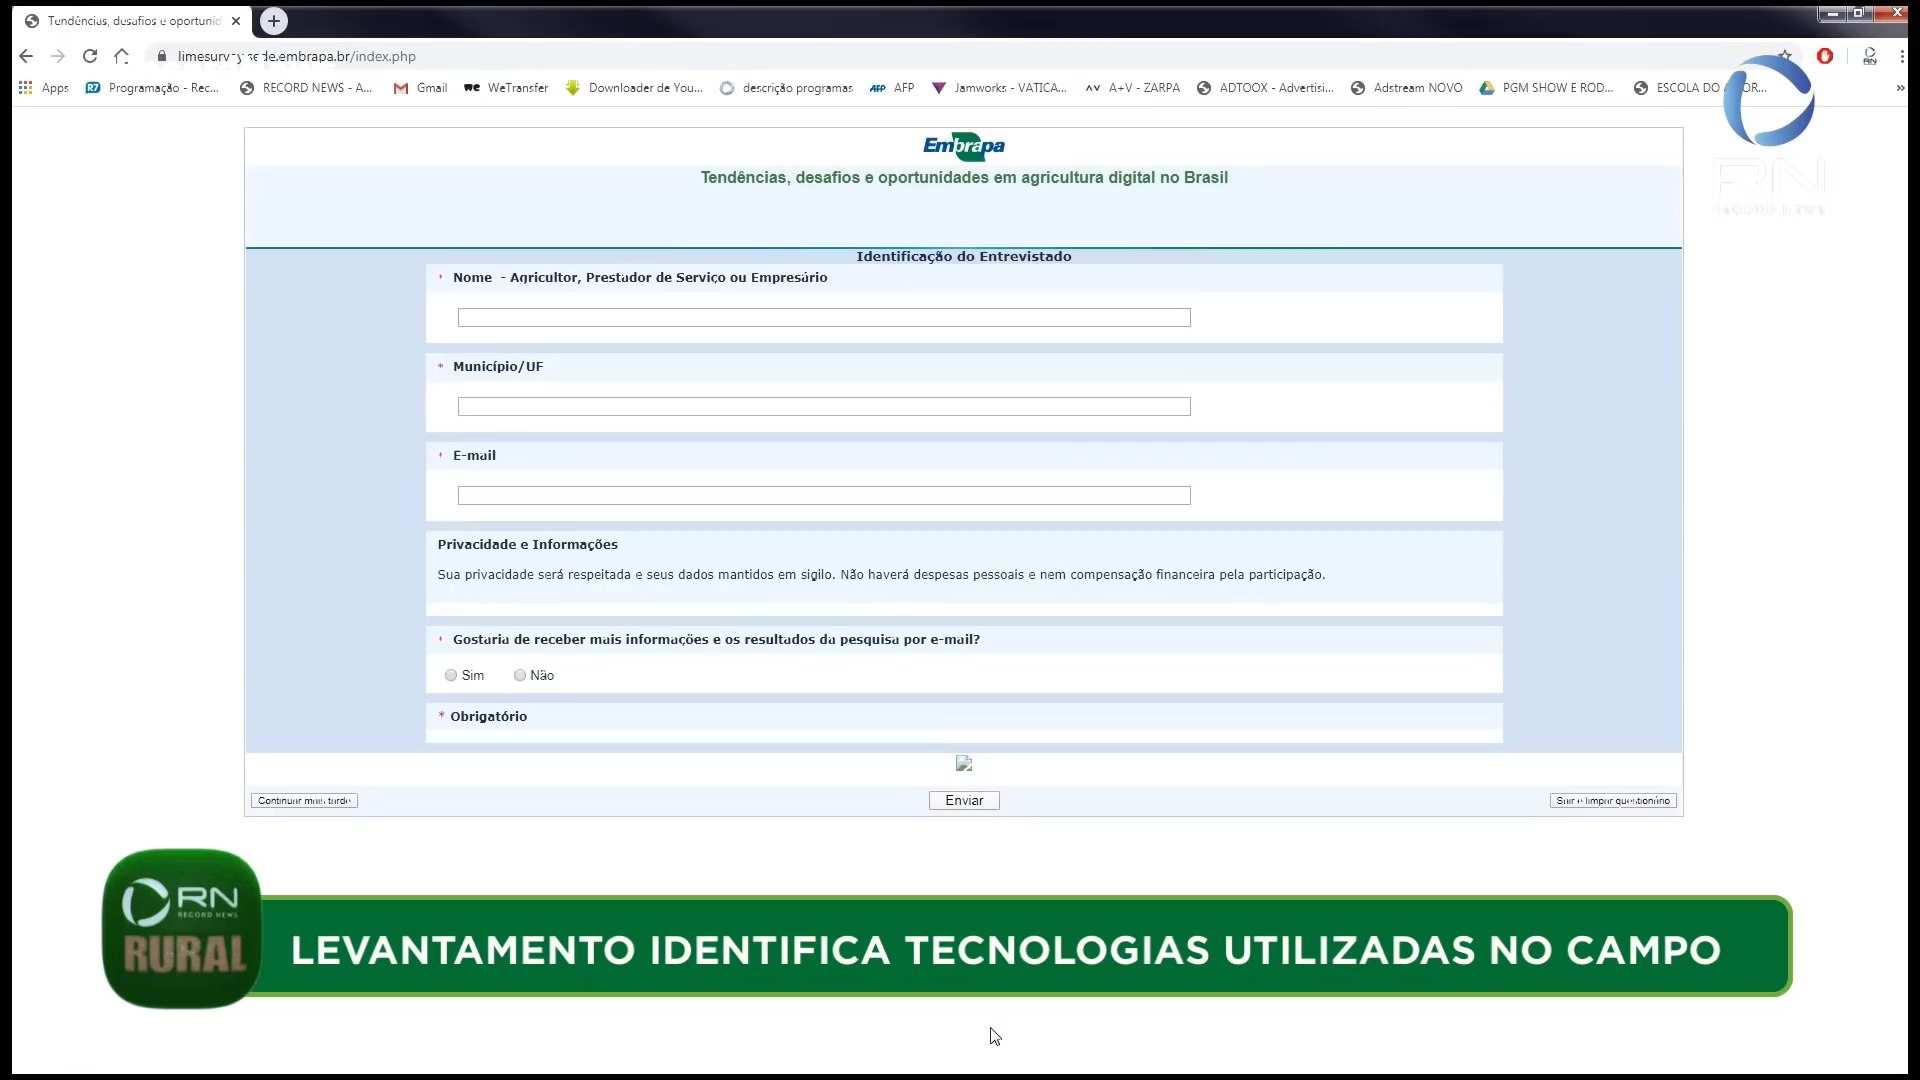 Tendências, desafios e oportunid
limesurvey.sede.embrapa.br/index.php
Apps Programação - Rec... RECORD NEWS - A... Gmail WeTransfer Downloader de You... descrição programas AFP Jamworks - VATICA... A+V - ZARPA ADTOOX - Advertisi... Adstream NOVO PGM SHOW E ROD... ESCOLA DO
Embrapa
Tendências, desafios e oportunidades em agricultura digital no Brasil
RN
RECORD NEWS
Identificação do Entrevistado
* Nome - Agricultor, Prestador de Serviço ou Empresário
* Município/UF
* E-mail
Privacidade e Informações
Sua privacidade será respeitada e seus dados mantidos em sigilo. Não haverá despesas pessoais e nem compensação financeira pela participação.
* Gostaria de receber mais informações e os resultados da pesquisa por e-mail?
Sim Não
* Obrigatório
Continuar mais tarde Enviar Sair e limpar questionário
RN
RECORD NEWS
RURAL
LEVANTAMENTO IDENTIFICA TECNOLOGIAS UTILIZADAS NO CAMPO